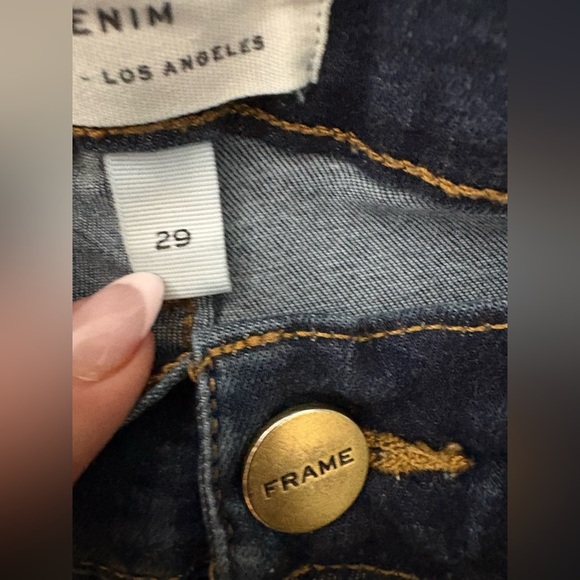 ENIM
- LOS ANGELES
29
FRAME